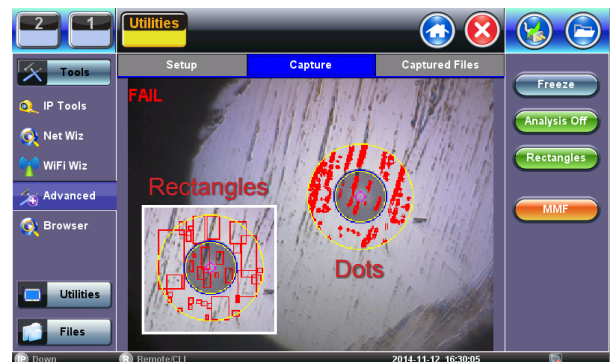 2
1
Utilities
Tools
IP Tools
Net Wiz
WiFi Wiz
Advanced
Browser
Utilities
Files
Setup
Capture
Captured Files
FAIL
Rectangles
Dots
Freeze
Analysis Off
Rectangles
MMF
IP Down
R Remote/CLI
2014-11-12 16:30:05